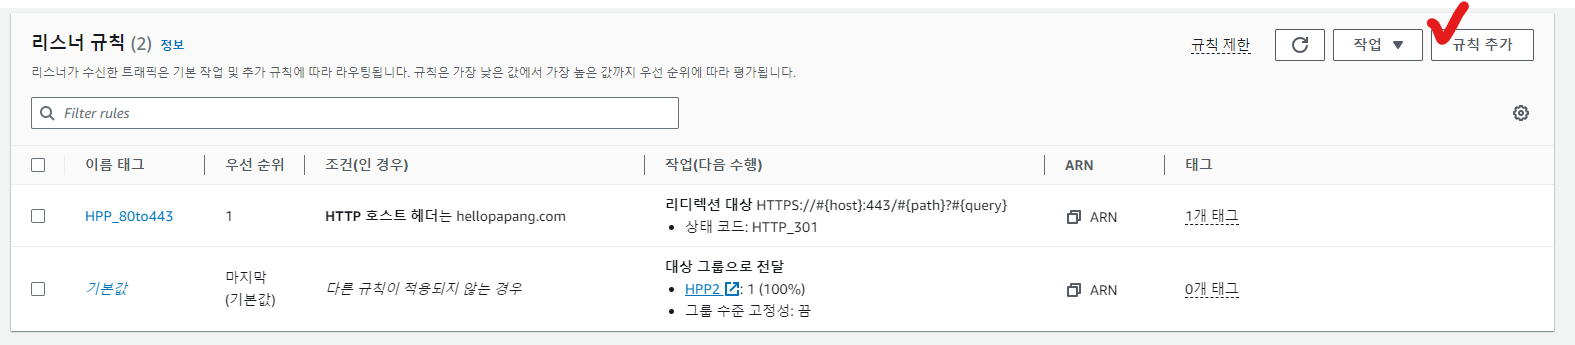 리스너 규칙 (2) 정보
규칙 제한
작업
규칙 추가
리스너가 수신한 트래픽은 기본 작업 및 추가 규칙에 따라 라우팅됩니다. 규칙은 가장 낮은 값에서 가장 높은 값까지 우선 순위에 따라 평가됩니다.
Filter rules
이름 태그 우선 순위 조건(인 경우) 작업(다음 수행) ARN 태그
HPP_80to443 1 HTTP 호스트 헤더는 hellopapang.com
리디렉션 대상 HTTPS://#{host}:443/#{path}?#{query}
• 상태 코드: HTTP_301
ARN
1개 태그
기본값
마지막
(기본값)
다른 규칙이 적용되지 않는 경우
대상 그룹으로 전달
• HPP2: 1 (100%)
• 그룹 수준 고정성: 끔
ARN
0개 태그